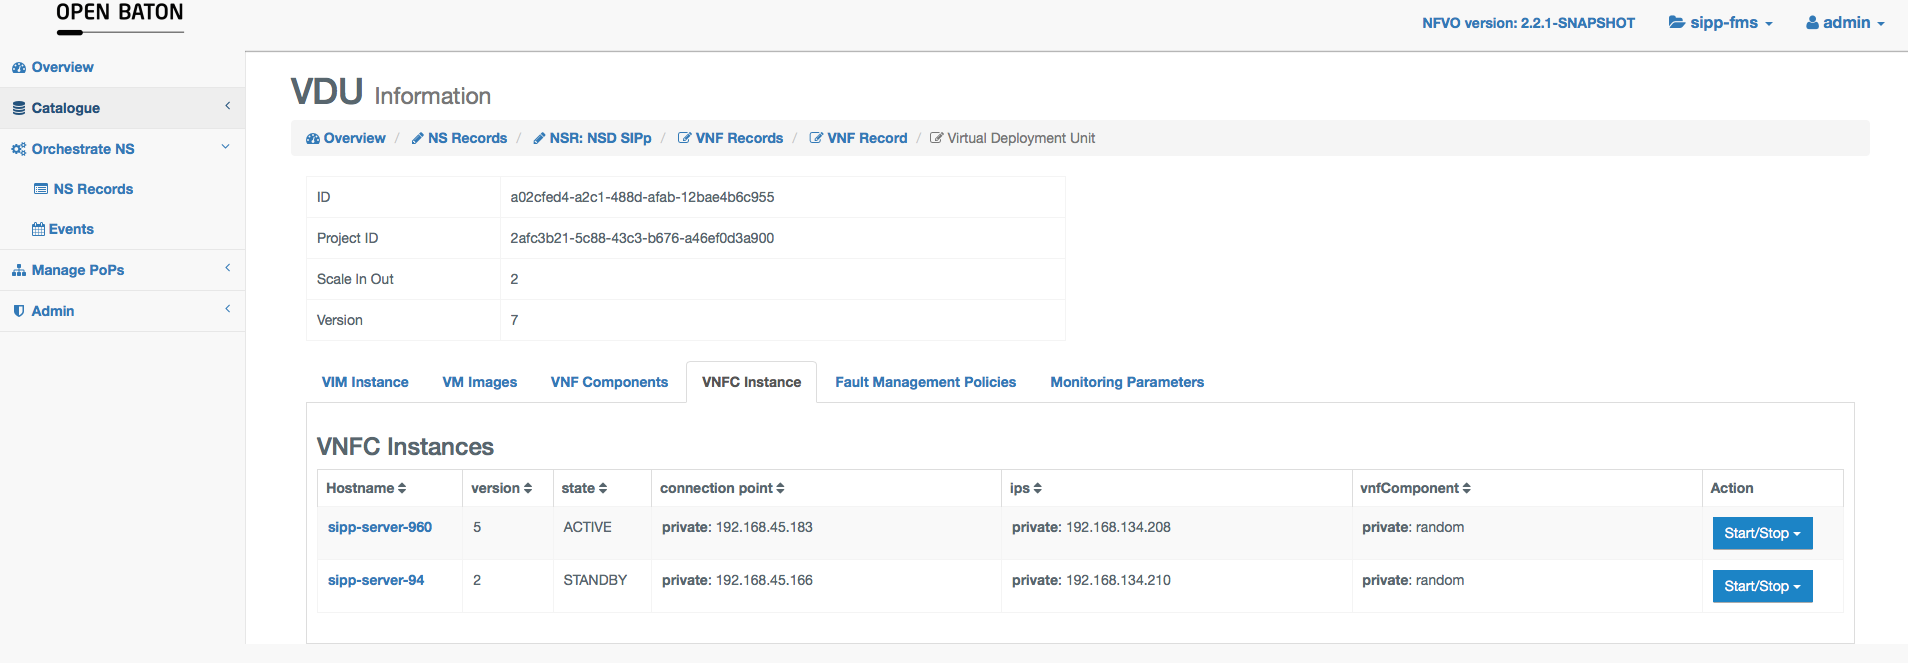 OPEN BATON
NFVO version: 2.2.1-SNAPSHOT sipp-fms admin
Overview
Catalogue
Orchestrate NS
NS Records
Events
Manage PoPs
Admin
VDU Information
Overview / NS Records / NSR: NSD SIPp / VNF Records / VNF Record / Virtual Deployment Unit
ID a02cfed4-a2c1-488d-afab-12bae4b6c955
Project ID 2afc3b21-5c88-43c3-b676-a46ef0d3a900
Scale In Out 2
Version 7
VIM Instance VM Images VNF Components VNFC Instance Fault Management Policies Monitoring Parameters
VNFC Instances
Hostname version state connection point ips vnfComponent Action
sipp-server-960 5 ACTIVE private: 192.168.45.183 private: 192.168.134.208 private: random Start/Stop
sipp-server-94 2 STANDBY private: 192.168.45.166 private: 192.168.134.210 private: random Start/Stop